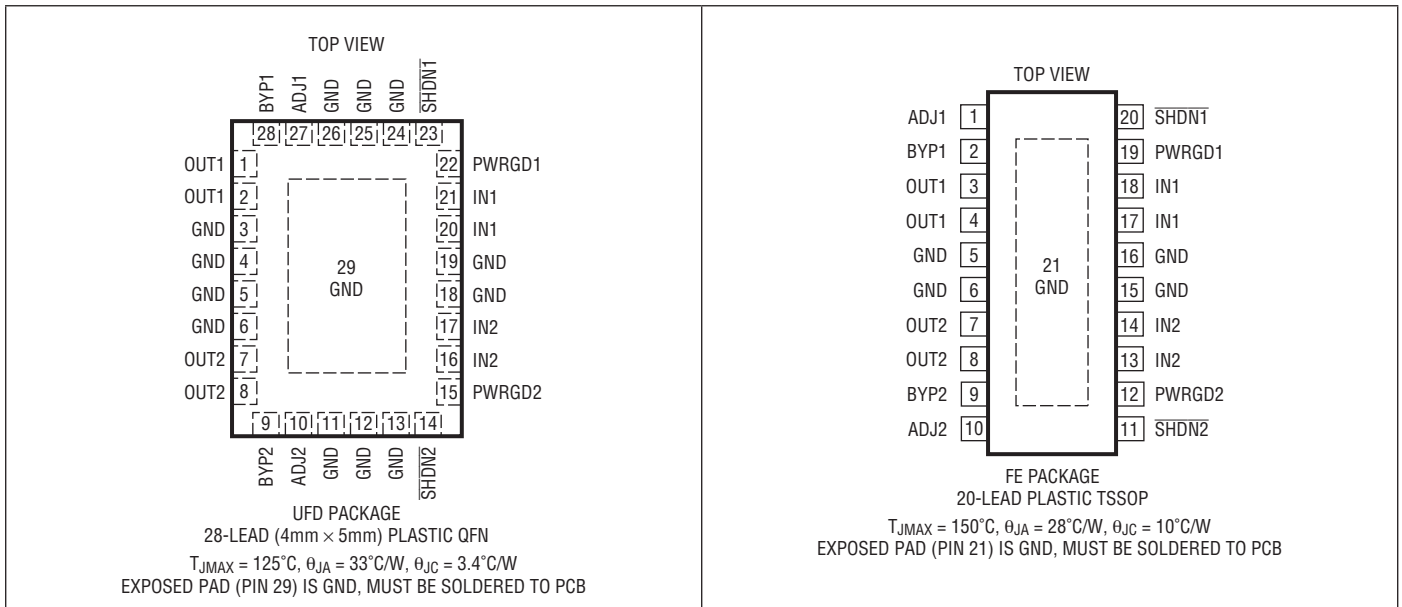 TOP VIEW
BYP1
ADJ1
GND
GND
GND
SHDN1
28 27 26 25 24 23
OUT1 1
OUT1 2
GND 3
GND 4
GND 5
GND 6
OUT2 7
OUT2 8
22 PWRGD1
21 IN1
20 IN1
19 GND
18 GND
17 IN2
16 IN2
15 PWRGD2
29
GND
9 10 11 12 13 14
BYP2
ADJ2
GND
GND
GND
SHDN2
UFD PACKAGE
28-LEAD (4mm × 5mm) PLASTIC QFN
TJMAX = 125°C, θJA = 33°C/W, θJC = 3.4°C/W
EXPOSED PAD (PIN 29) IS GND, MUST BE SOLDERED TO PCB
TOP VIEW
ADJ1 1
BYP1 2
OUT1 3
OUT1 4
GND 5
GND 6
OUT2 7
OUT2 8
BYP2 9
ADJ2 10
20 SHDN1
19 PWRGD1
18 IN1
17 IN1
16 GND
15 GND
14 IN2
13 IN2
12 PWRGD2
11 SHDN2
21
GND
FE PACKAGE
20-LEAD PLASTIC TSSOP
TJMAX = 150°C, θJA = 28°C/W, θJC = 10°C/W
EXPOSED PAD (PIN 21) IS GND, MUST BE SOLDERED TO PCB